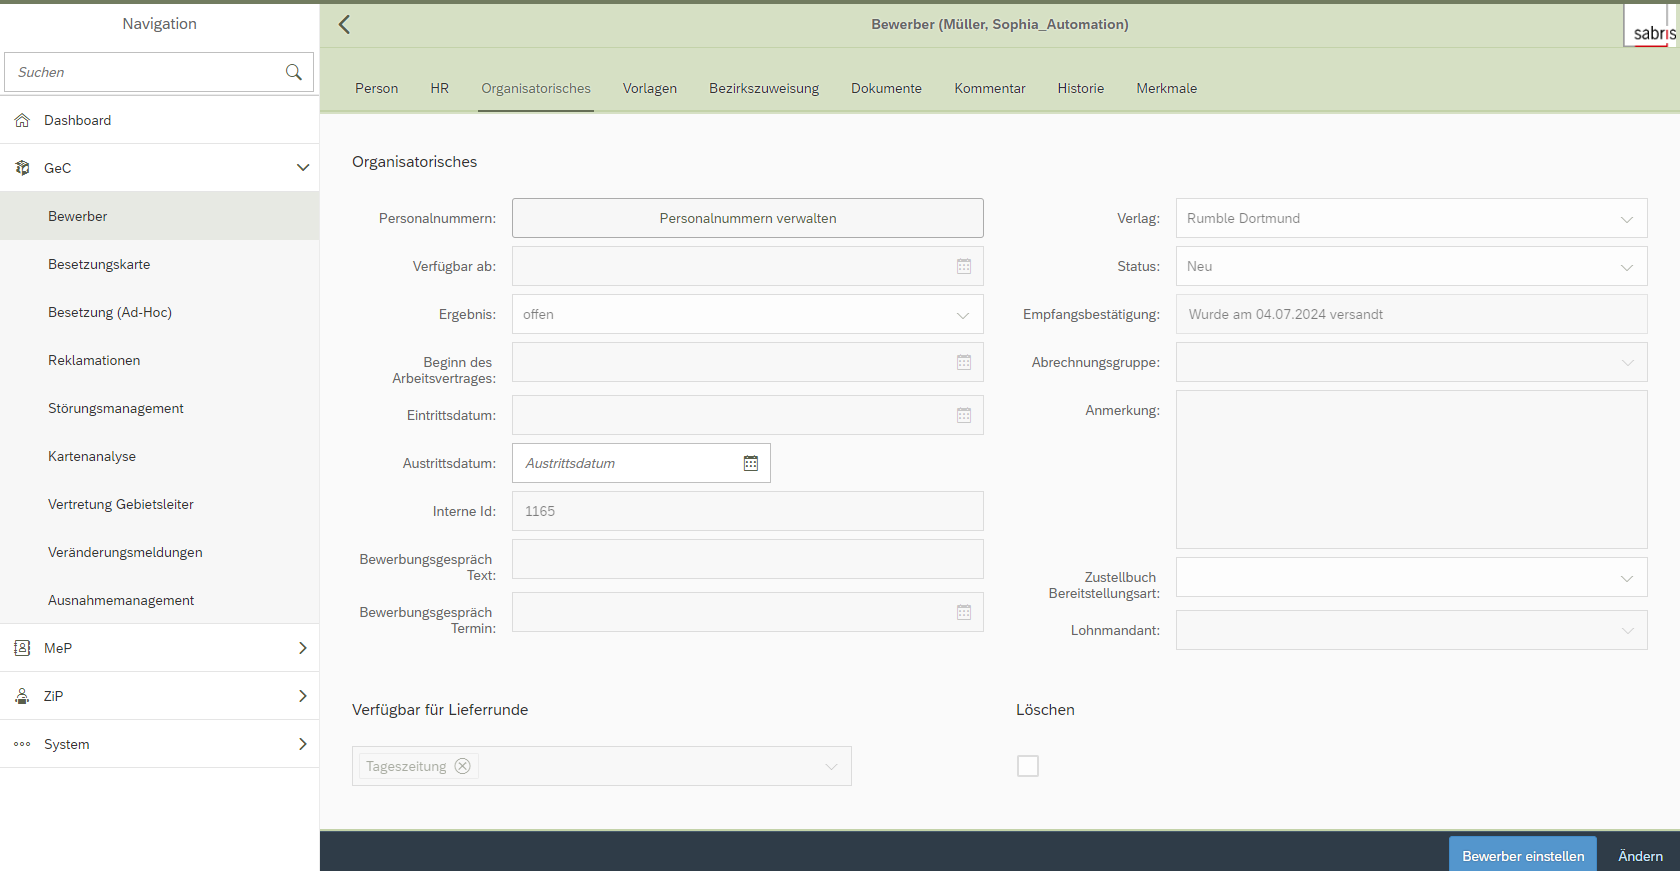 Navigation
Suchen
Dashboard
GeC
Bewerber
Besetzungskarte
Besetzung (Ad-Hoc)
Reklamationen
Störungsmanagement
Kartenanalyse
Vertretung Gebietsleiter
Veränderungsmeldungen
Ausnahmemanagement
MeP
ZiP
System
Bewerber (Müller, Sophia_Automation)
sabris
Person HR Organisatorisches Vorlagen Bezirkszuweisung Dokumente Kommentar Historie Merkmale
Organisatorisches
Personalnummern: Personalnummern verwalten
Verfügbar ab:
Ergebnis: offen
Beginn des
Arbeitsvertrages:
Eintrittsdatum:
Austrittsdatum: Austrittsdatum
Interne Id: 1165
Bewerbungsgespräch
Text:
Bewerbungsgespräch
Termin:
Verlag: Rumble Dortmund
Status: Neu
Empfangsbestätigung: Wurde am 04.07.2024 versandt
Abrechnungsgruppe:
Anmerkung:
Zustellbuch
Bereitstellungsart:
Lohnmandant:
Verfügbar für Lieferrunde
Tageszeitung
Löschen
Bewerber einstellen Ändern